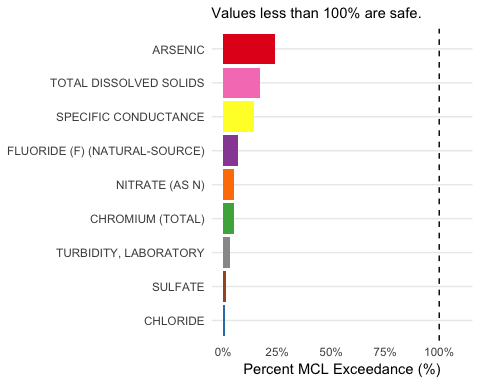 Values less than 100% are safe.
ARSENIC
TOTAL DISSOLVED SOLIDS
SPECIFIC CONDUCTANCE
FLUORIDE (F) (NATURAL-SOURCE)
NITRATE (AS N)
CHROMIUM (TOTAL)
TURBIDITY, LABORATORY
SULFATE
CHLORIDE
0% 25% 50% 75% 100%
Percent MCL Exceedance (%)